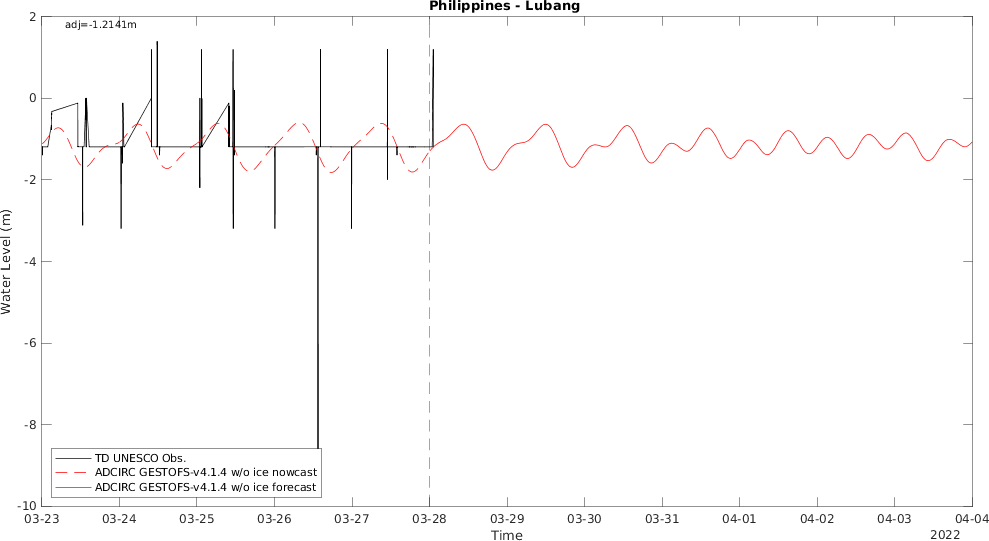 Philippines - Lubang
adj=-1.2141m
2
0
-2
-4
-6
-8
-10
Water Level (m)
TD UNESCO Obs.
ADCIRC GESTOFS-v4.1.4 w/o ice nowcast
ADCIRC GESTOFS-v4.1.4 w/o ice forecast
03-23 03-24 03-25 03-26 03-27 03-28 03-29 03-30 03-31 04-01 04-02 04-03 04-04
Time
2022